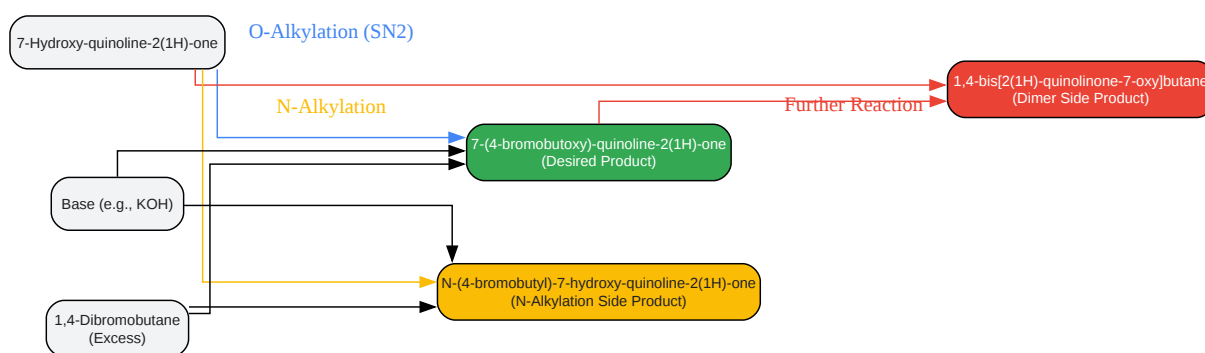 7-Hydroxy-quinoline-2(1H)-one
O-Alkylation (SN2)
N-Alkylation
Further Reaction
1,4-bis[2(1H)-quinolinone-7-oxy]butane
(Dimer Side Product)
7-(4-bromobutoxy)-quinoline-2(1H)-one
(Desired Product)
Base (e.g., KOH)
N-(4-bromobutyl)-7-hydroxy-quinoline-2(1H)-one
(N-Alkylation Side Product)
1,4-Dibromobutane
(Excess)